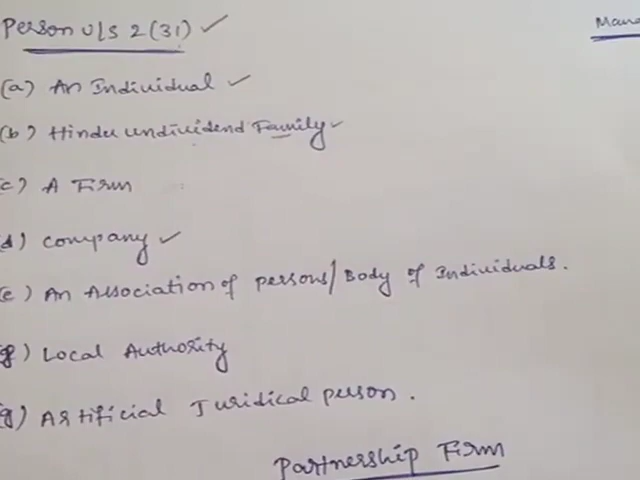 Person u/s 2(31) ✓
(a) An Individual ✓
(b) Hindu undividend Family ✓
(c) A Firm
(d) company ✓
(e) An Association of persons/Body of Individuals.
(f) Local Authority
(g) Artificial Juridical person.
Partnership Firm